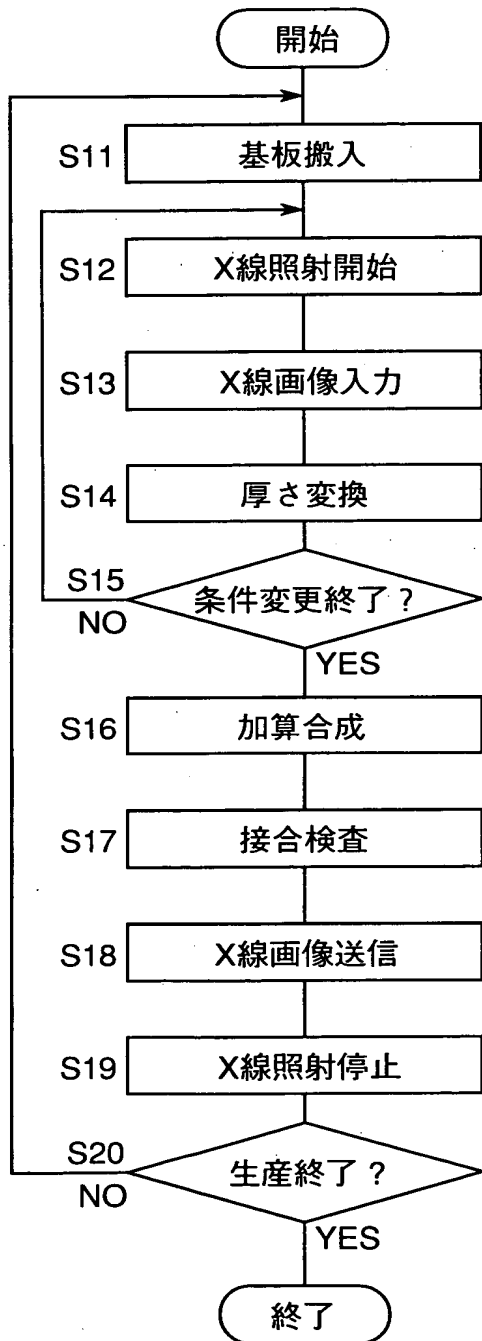 開始
S11 基板搬入
S12 X線照射開始
S13 X線画像入力
S14 厚さ変換
S15 条件変更終了?
NO
YES
S16 加算合成
S17 接合検査
S18 X線画像送信
S19 X線照射停止
S20 生産終了?
NO
YES
終了